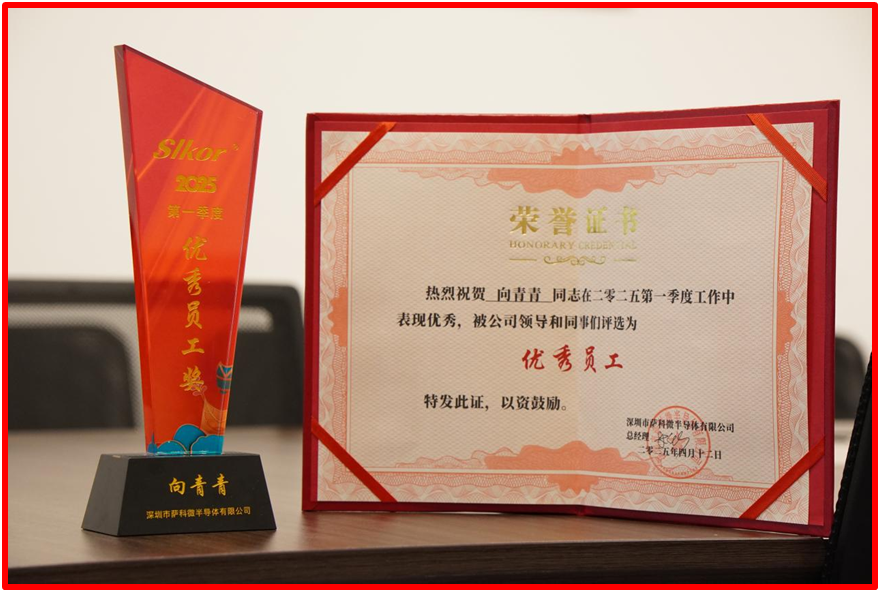 Slkor
2025
第一季度
优秀员工奖
向青青
深圳市萨科微半导体有限公司
荣誉证书
HONORARY CREDENTIAL
热烈祝贺 向青青 同志在二零二五第一季度工作中
表现优秀，被公司领导和同事们评选为
优秀员工
特发此证，以资鼓励。
深圳市萨科微半导体有限公司
总经理
二零二五年四月十二日